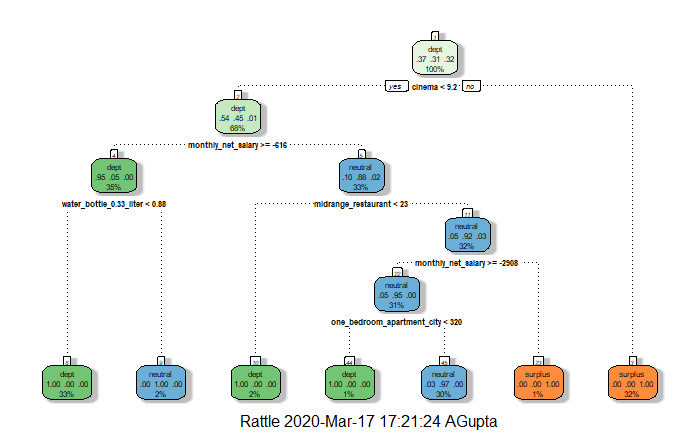 1
dept
.37 .31 .32
100%
yes cinema < 9.2 no
2
dept
.54 .45 .01
68%
monthly_net_salary >= -616
4
dept
.95 .05 .00
35%
5
neutral
.10 .88 .02
33%
water_bottle_0.33_liter < 0.88
midrange_restaurant < 23
11
neutral
.05 .92 .03
32%
monthly_net_salary >= -2908
22
neutral
.05 .95 .00
31%
one_bedroom_apartment_city < 320
8
dept
1.00 .00 .00
33%
9
neutral
.00 1.00 .00
2%
10
dept
1.00 .00 .00
2%
44
dept
1.00 .00 .00
1%
45
neutral
.03 .97 .00
30%
23
surplus
.00 .00 1.00
1%
3
surplus
.00 .00 1.00
32%
Rattle 2020-Mar-17 17:21:24 AGupta